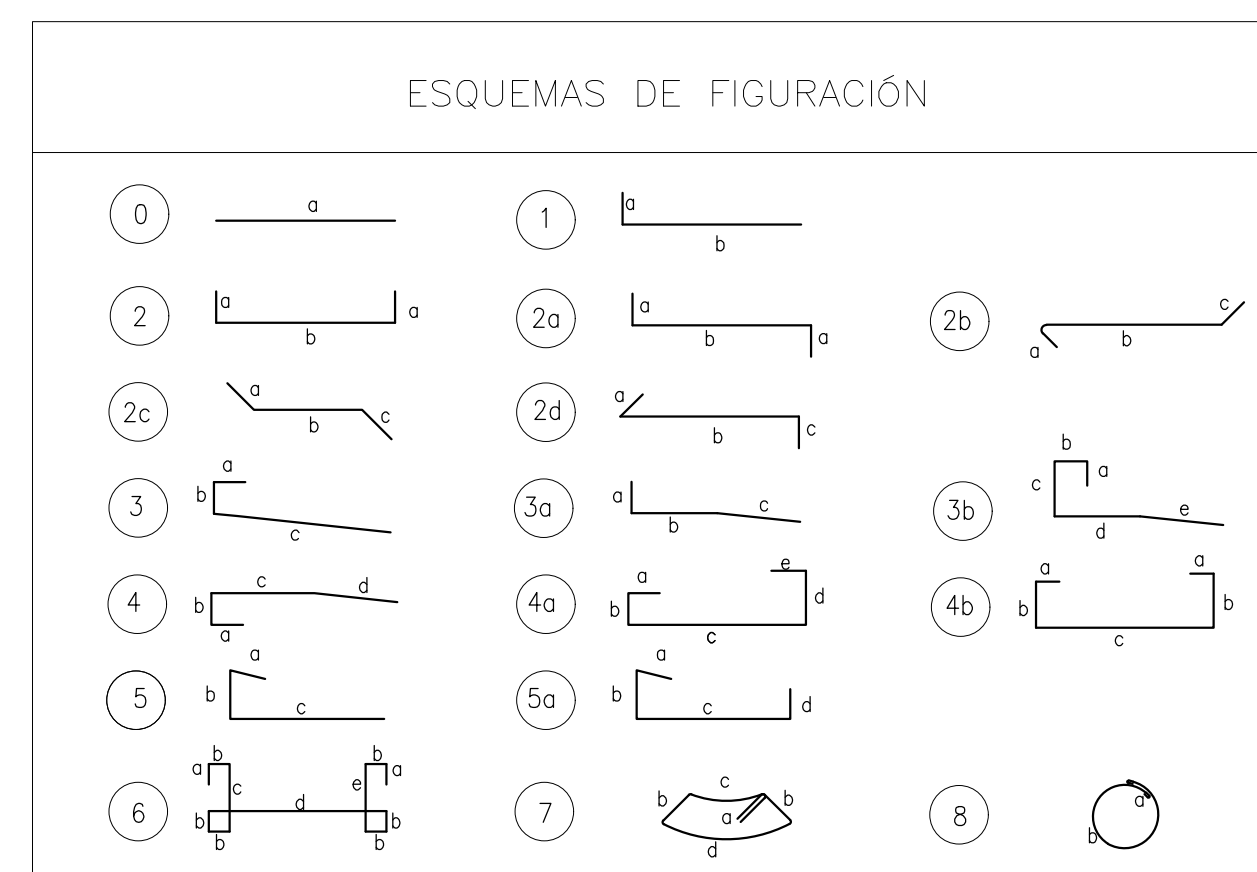 ESQUEMAS DE FIGURACIÓN
0 a
1 a b
2 a b a
2a a b a
2b a b c
2c a b c
2d a b c
3 a b c
3a a b c
3b a b c d e
4 a b c d
4a a b c d e
4b a b c a b
5 a b c
5a a b c d
6 a b c b b d e b a b b
7 a b c b d
8 a b